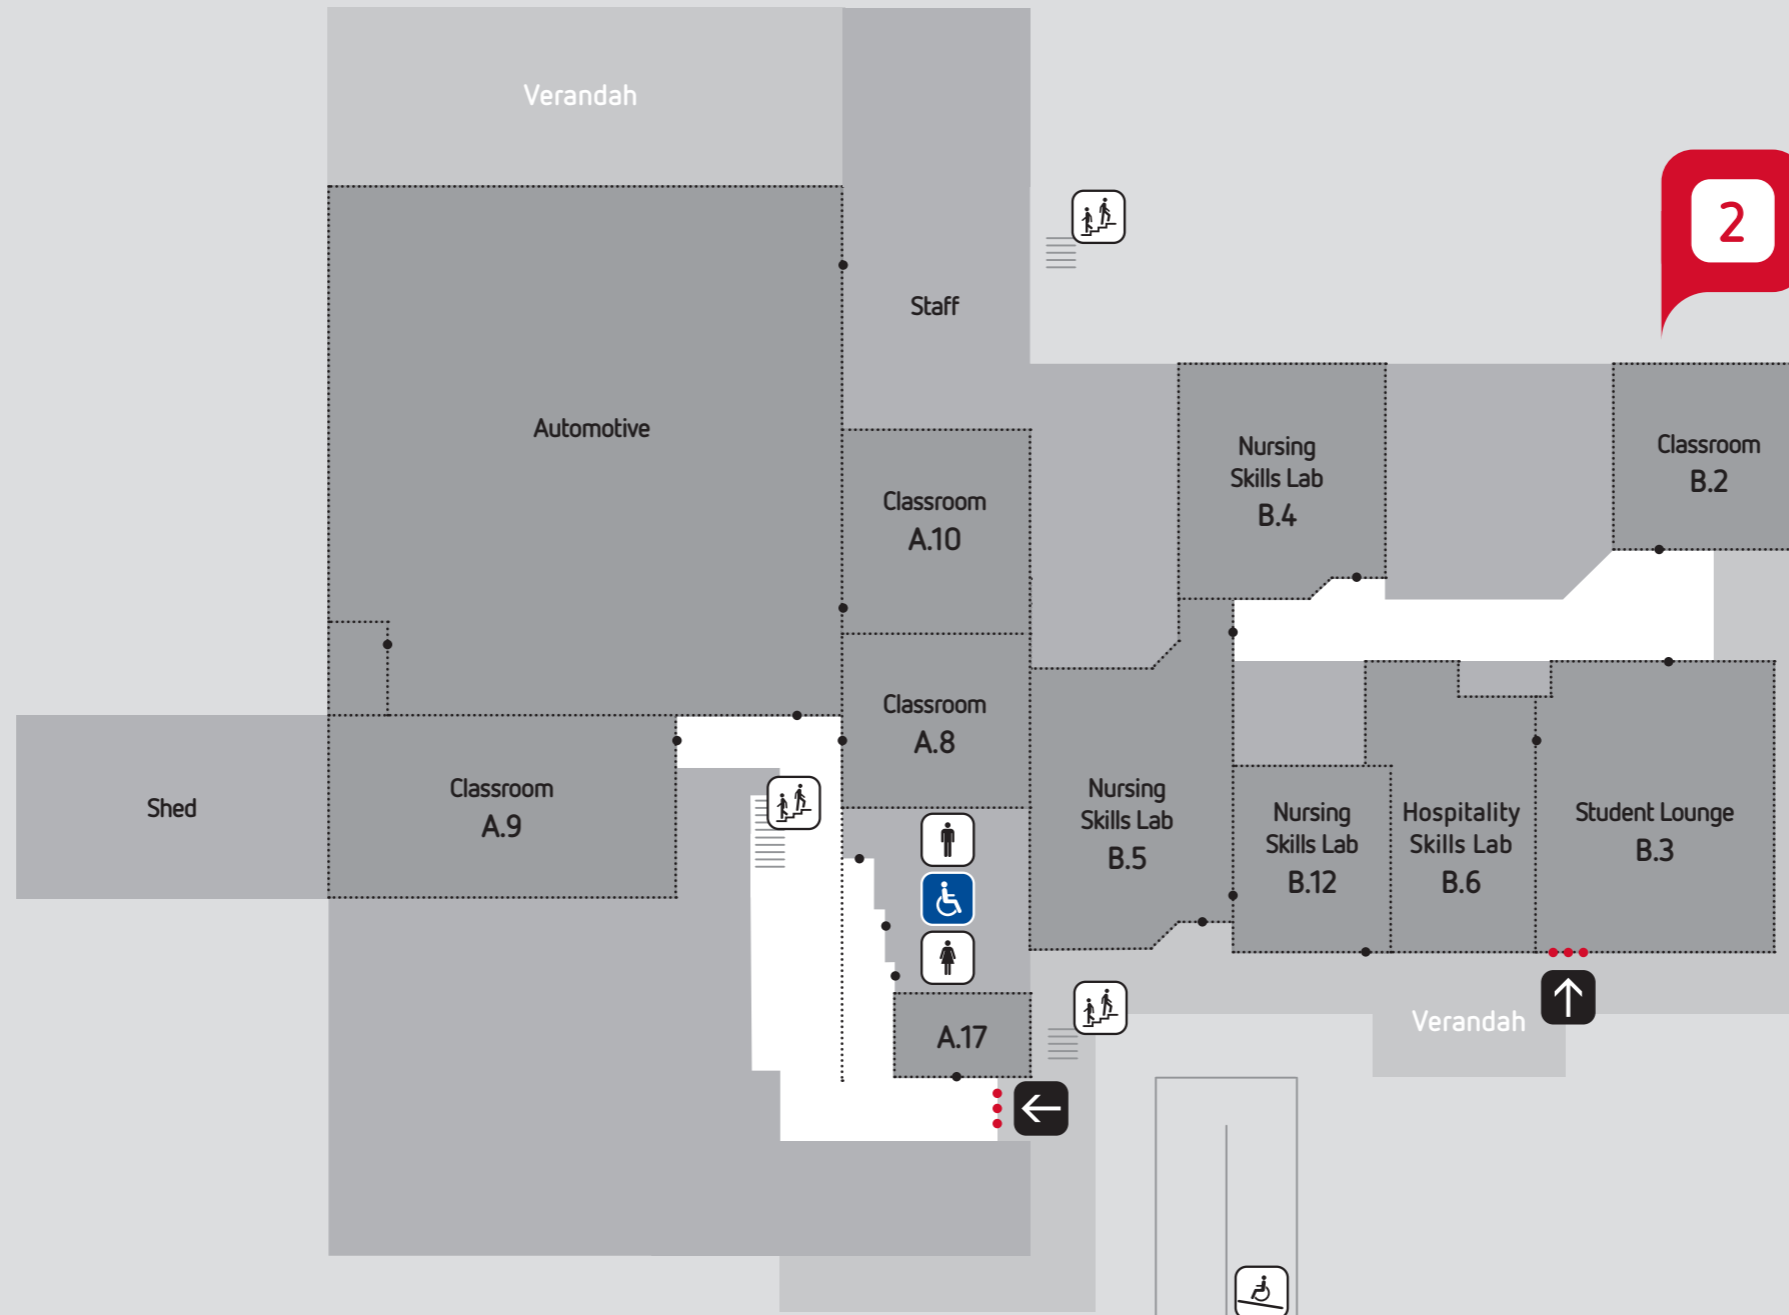 Verandah
2
Staff
Automotive
Classroom
A.10
Nursing
Skills Lab
B.4
Classroom
B.2
Classroom
A.8
Shed
Classroom
A.9
Nursing
Skills Lab
B.5
Nursing
Skills Lab
B.12
Hospitality
Skills Lab
B.6
Student Lounge
B.3
A.17
Verandah